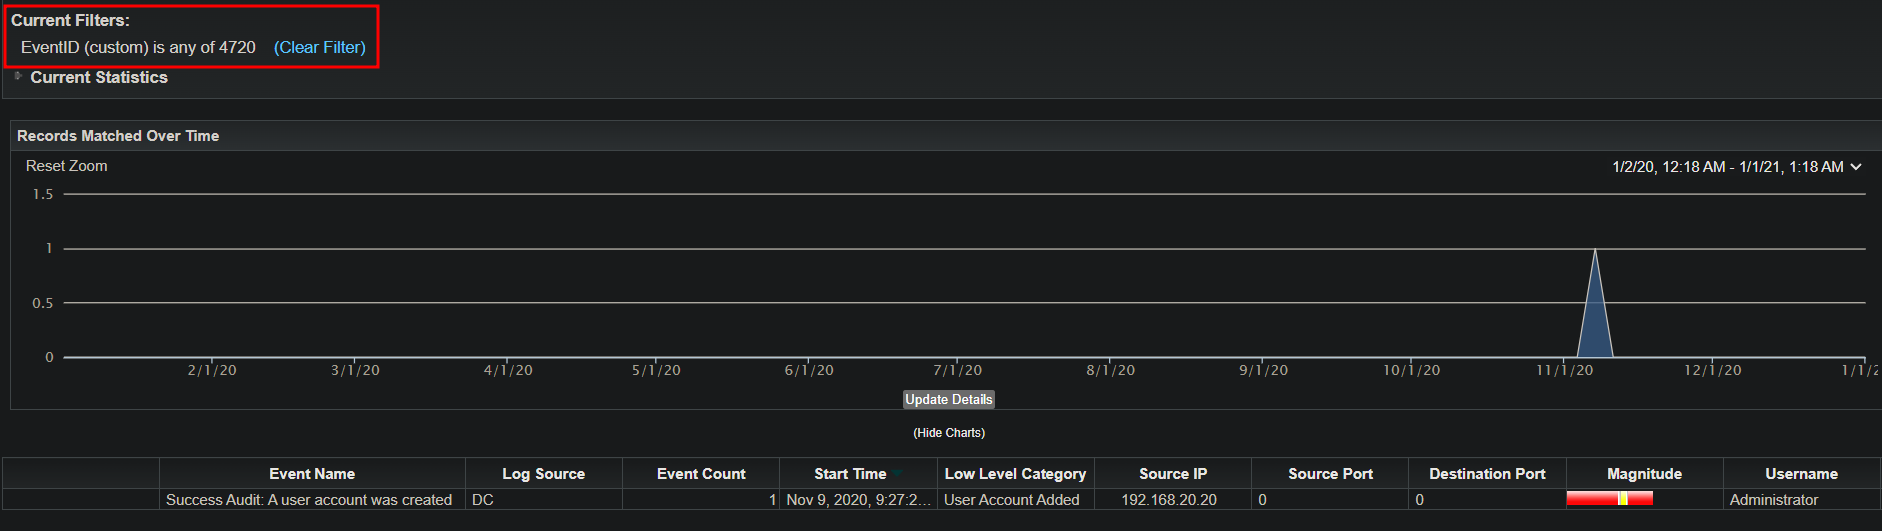 Current Filters:
EventID (custom) is any of 4720 (Clear Filter)
Current Statistics
Records Matched Over Time
Reset Zoom 1/2/20, 12:18 AM - 1/1/21, 1:18 AM
1.5
1
0.5
0
2/1/20 3/1/20 4/1/20 5/1/20 6/1/20 7/1/20 8/1/20 9/1/20 10/1/20 11/1/20 12/1/20 1/1/2
Update Details
(Hide Charts)
Event Name Log Source Event Count Start Time Low Level Category Source IP Source Port Destination Port Magnitude Username
Success Audit: A user account was created DC 1 Nov 9, 2020, 9:27:2... User Account Added 192.168.20.20 0 0 Administrator